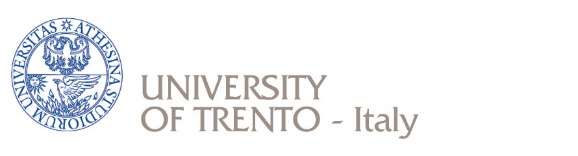 ATHESINA STUDIORUM UNIVERSITAS
UNIVERSITY
OF TRENTO - Italy